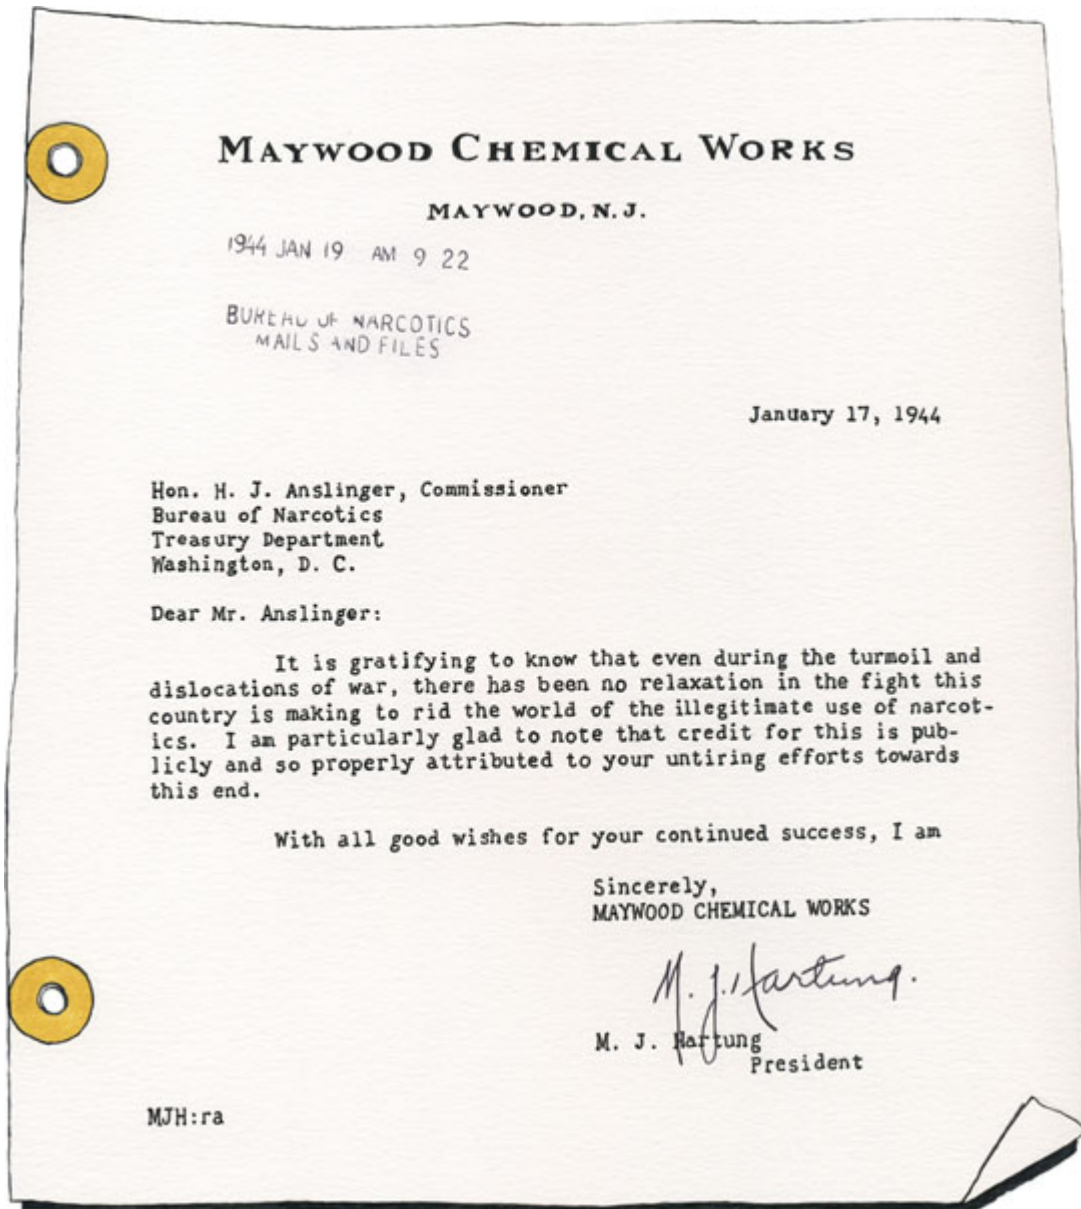 MAYWOOD CHEMICAL WORKS
MAYWOOD, N. J.
1944 JAN 19 AM 9 22
BUREAU OF NARCOTICS
MAILS AND FILES
January 17, 1944
Hon. H. J. Anslinger, Commissioner
Bureau of Narcotics
Treasury Department
Washington, D. C.
Dear Mr. Anslinger:
It is gratifying to know that even during the turmoil and
dislocations of war, there has been no relaxation in the fight this
country is making to rid the world of the illegitimate use of narcot-
ics. I am particularly glad to note that credit for this is pub-
licly and so properly attributed to your untiring efforts towards
this end.
With all good wishes for your continued success, I am
Sincerely,
MAYWOOD CHEMICAL WORKS
M. J. Hartung.
M. J. Hartung
President
MJH:ra